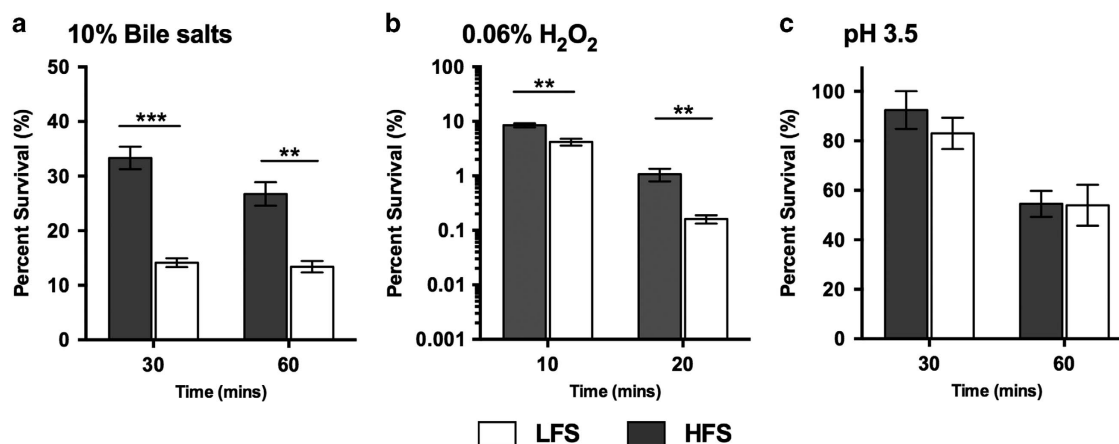 a 10% Bile salts
Percent Survival (%)
50
40
30
20
10
0
***
**
30 60
Time (mins)
b 0.06% H₂O₂
Percent Survival (%)
100
10
1
0.1
0.01
0.001
**
**
10 20
Time (mins)
c pH 3.5
Percent Survival (%)
100
80
60
40
20
0
30 60
Time (mins)
LFS HFS